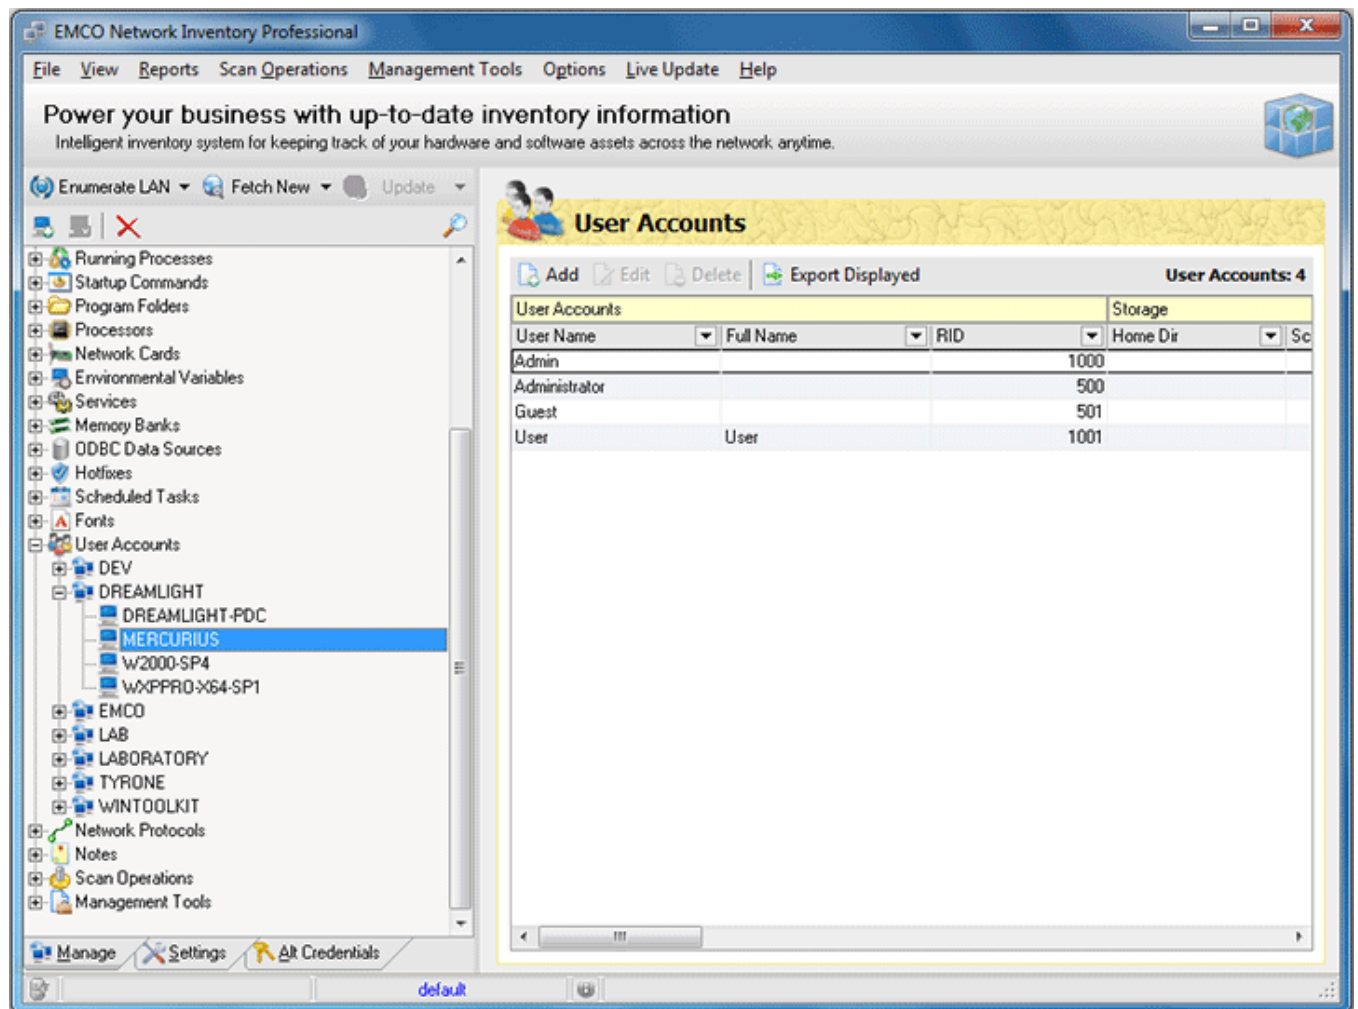 EMCO Network Inventory Professional
File View Reports Scan Operations Management Tools Options Live Update Help
Power your business with up-to-date inventory information
Intelligent inventory system for keeping track of your hardware and software assets across the network anytime.
Enumerate LAN Fetch New Update
Running Processes
Startup Commands
Program Folders
Processors
Network Cards
Environmental Variables
Services
Memory Banks
ODBC Data Sources
Hotfixes
Scheduled Tasks
Fonts
User Accounts
DEV
DREAMLIGHT
DREAMLIGHT-PDC
MERCURIUS
W2000-SP4
WXPPRO-X64-SP1
EMCO
LAB
LABORATORY
TYRONE
WINTOOLKIT
Network Protocols
Notes
Scan Operations
Management Tools
Manage Settings Alt Credentials
User Accounts
Add Edit Delete Export Displayed User Accounts: 4
User Accounts Storage
User Name Full Name RID Home Dir Sc
Admin 1000
Administrator 500
Guest 501
User User 1001
default